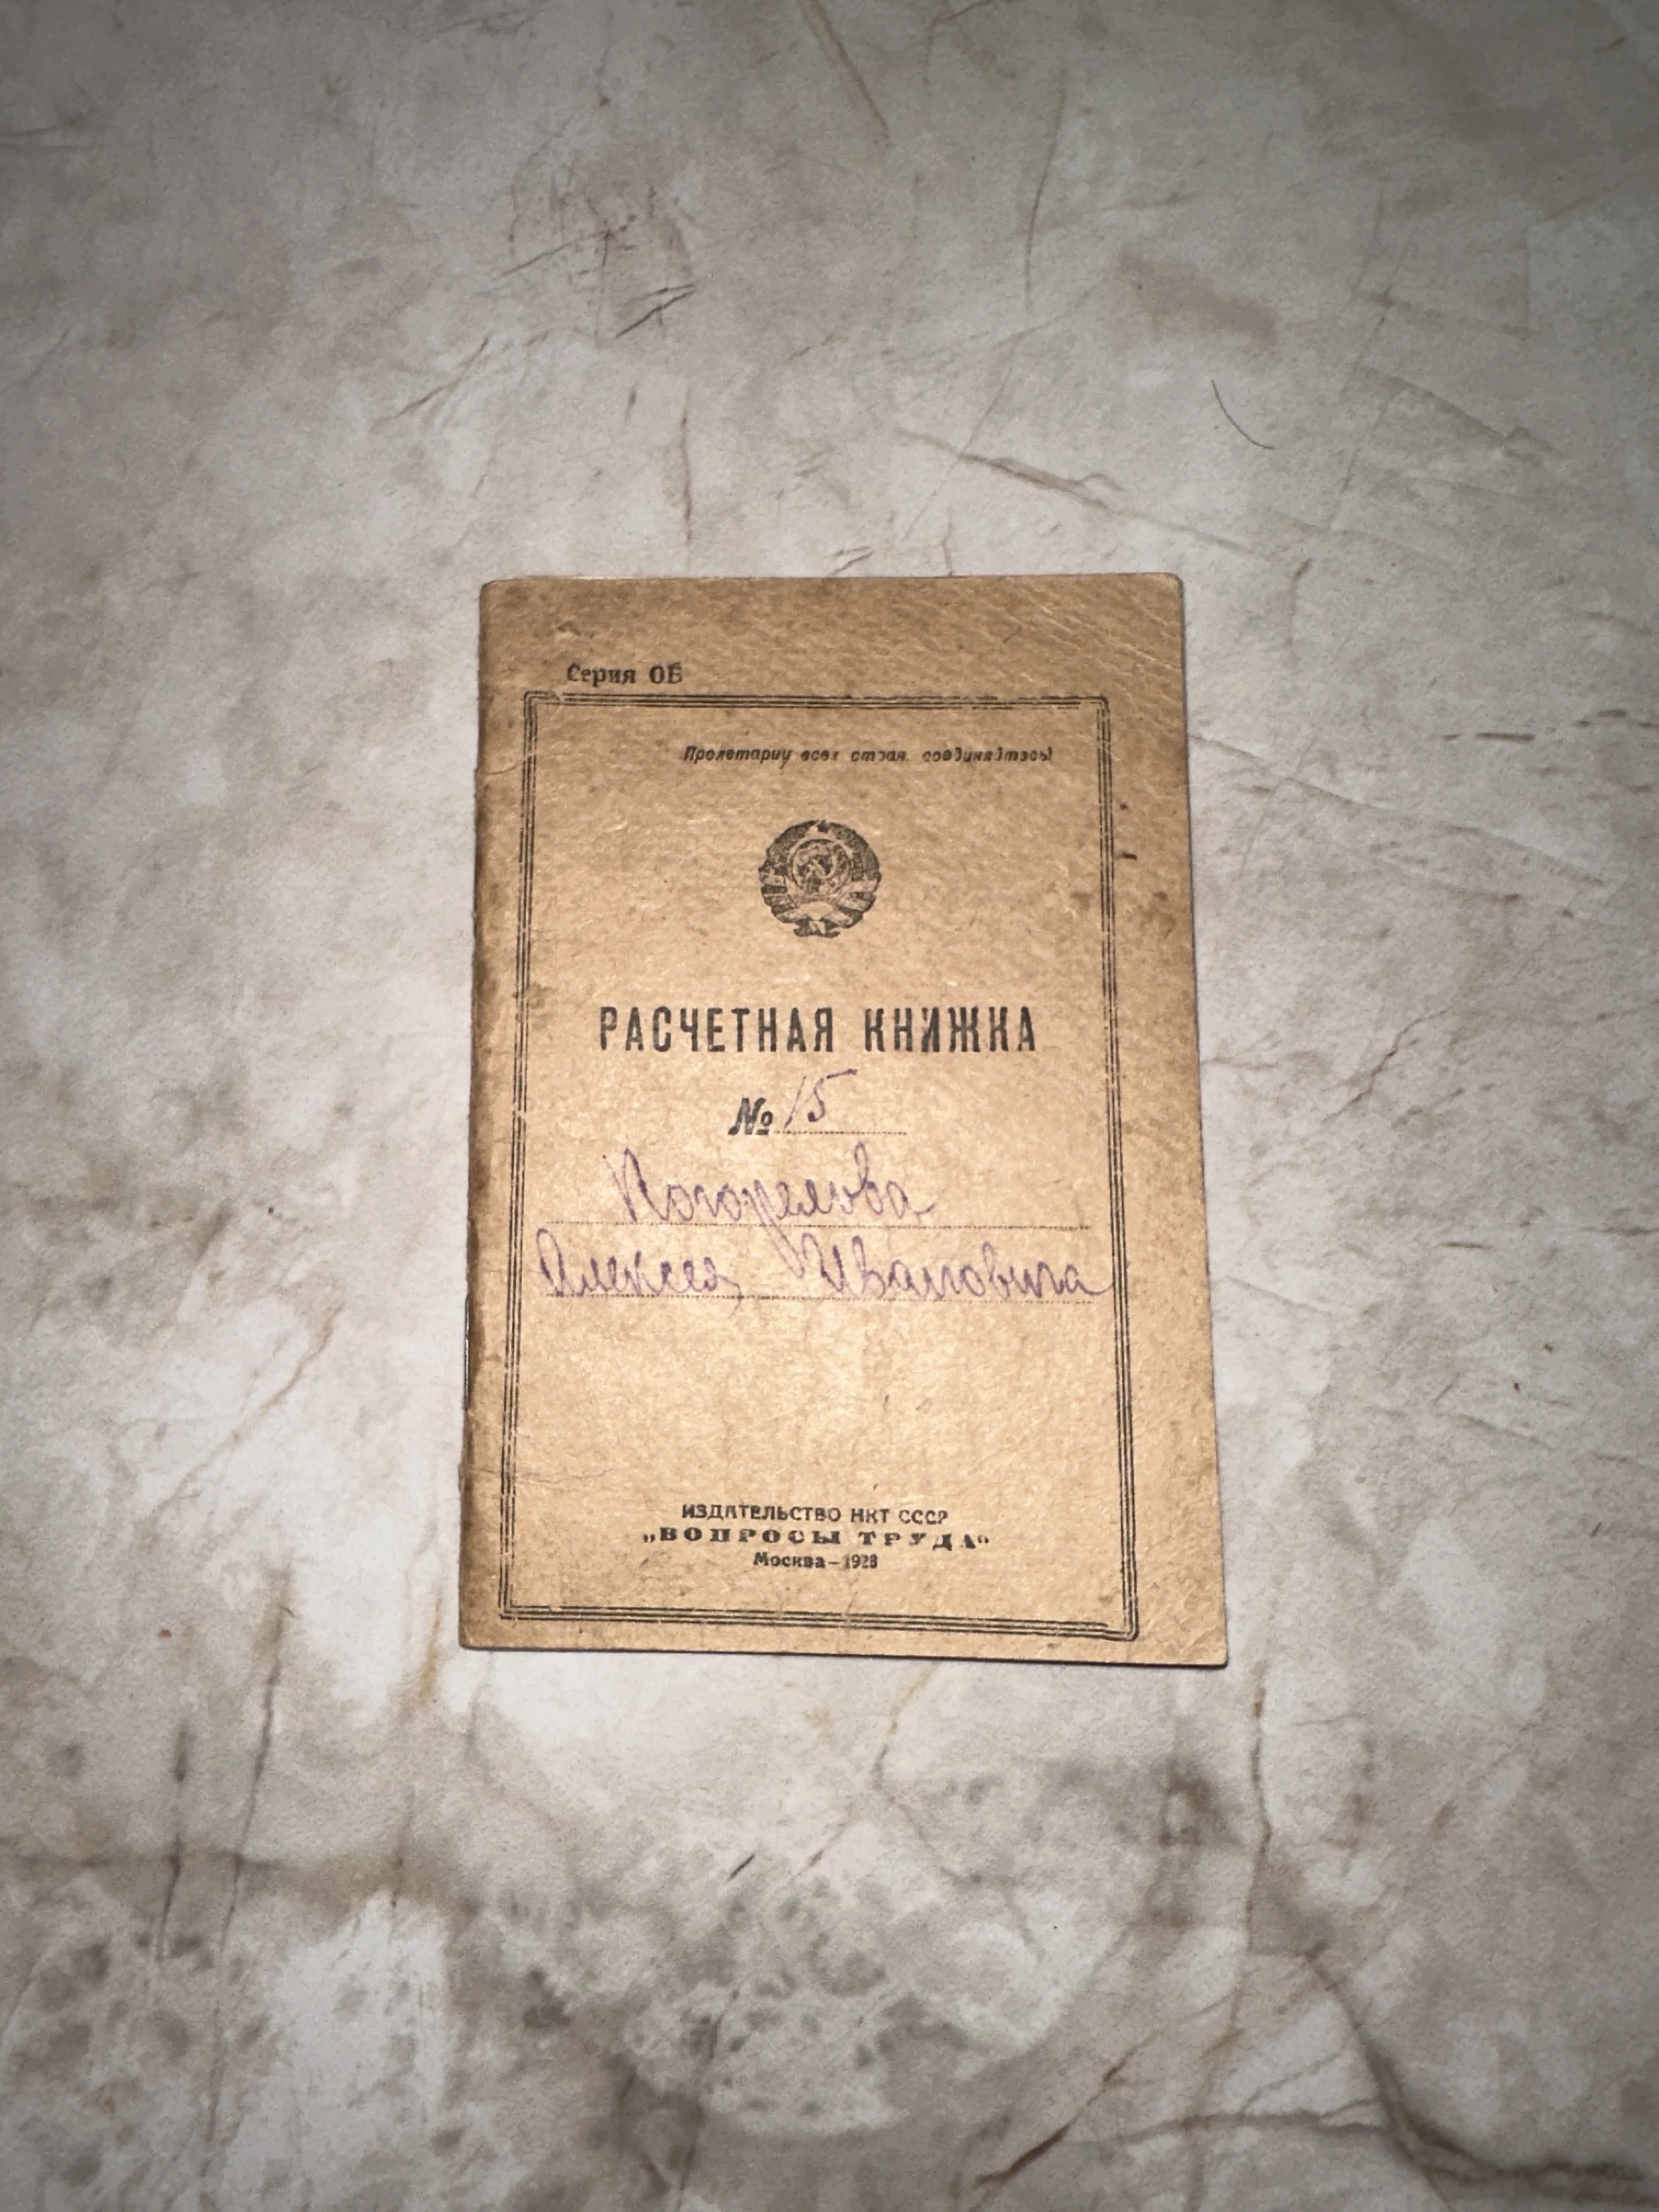 Серия ОБ
Пролетарии всех стран, соединяйтесь!
РАСЧЕТНАЯ КНИЖКА
№ 15
Погорелова
Алексея Ивановича
ИЗДАТЕЛЬСТВО НКТ СССР
„ВОПРОСЫ ТРУДА“
Москва—1928